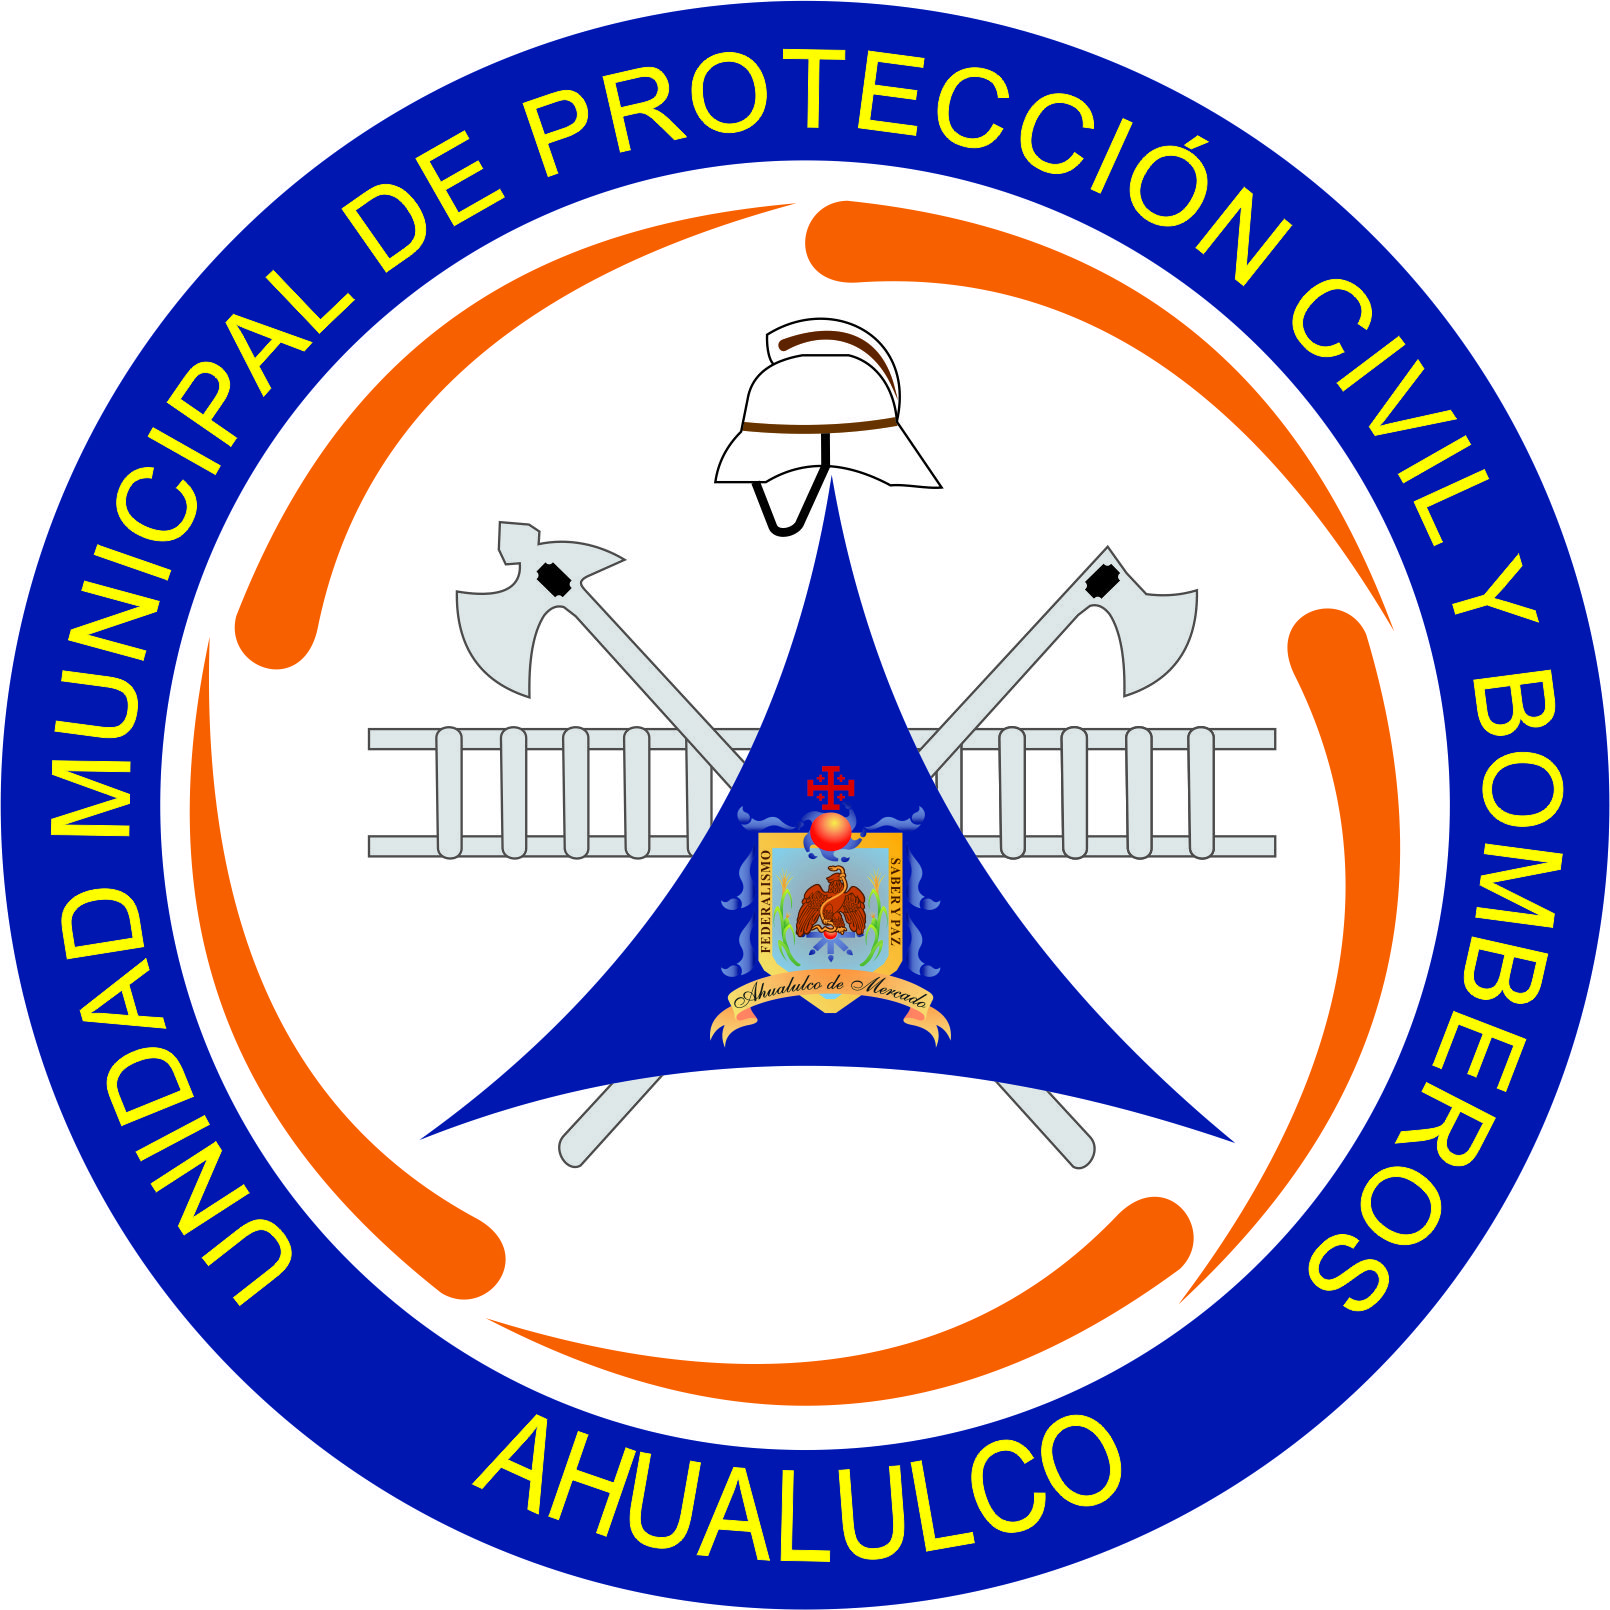 UNIDAD MUNICIPAL DE PROTECCIÓN CIVIL Y BOMBEROS
FEDERALISMO
SABER Y PAZ
Ahualulco de Mercado
AHUALULCO